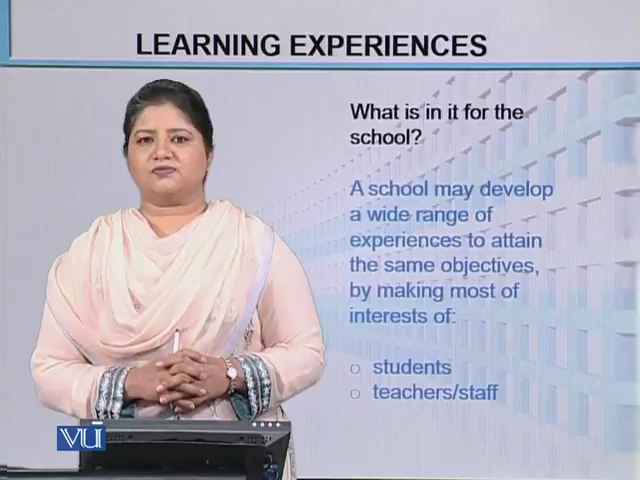 LEARNING EXPERIENCES
What is in it for the
school?
A school may develop
a wide range of
experiences to attain
the same objectives,
by making most of
interests of:
o students
o teachers/staff
VU